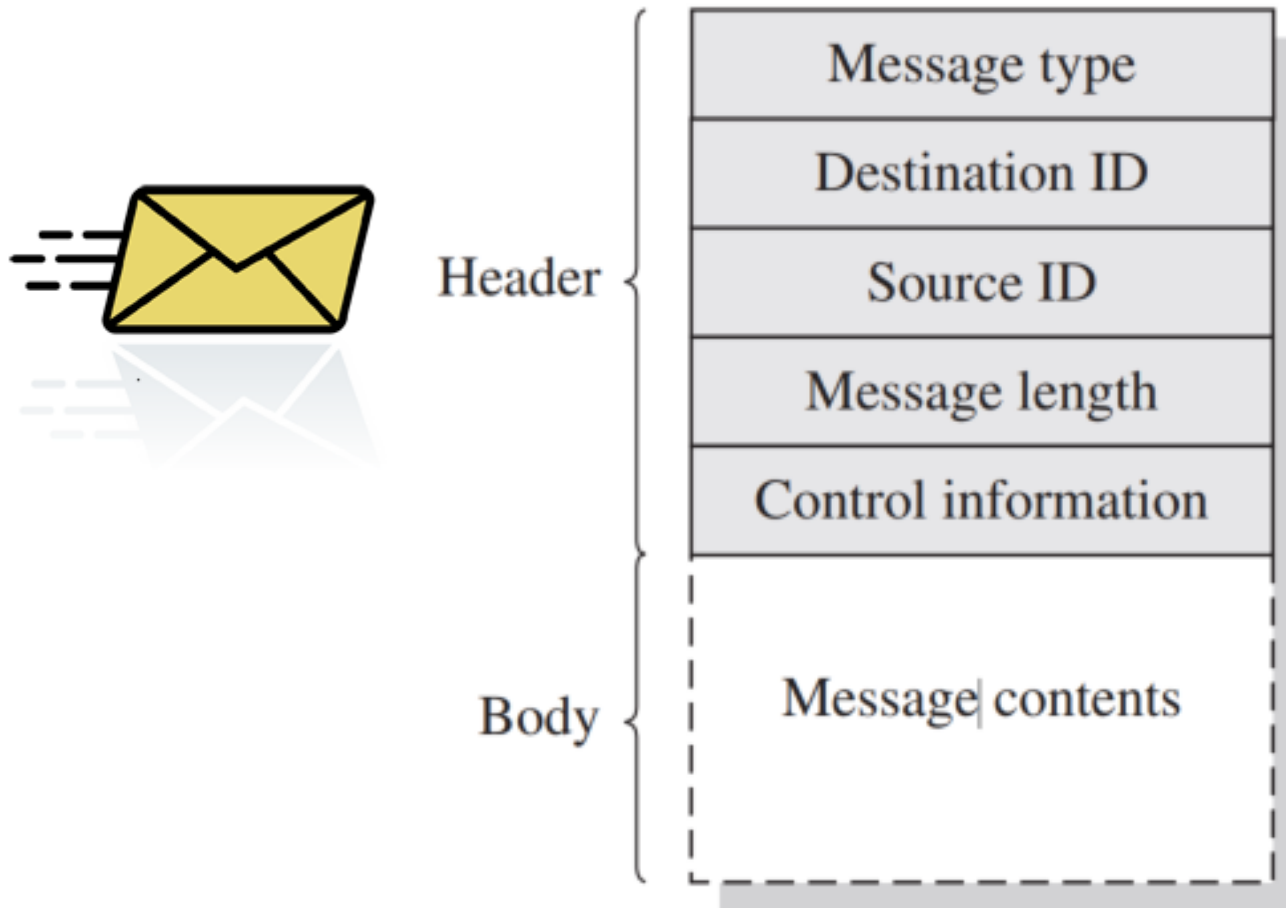 Message type
Destination ID
Source ID
Header
Message length
Control information
Message contents
Body